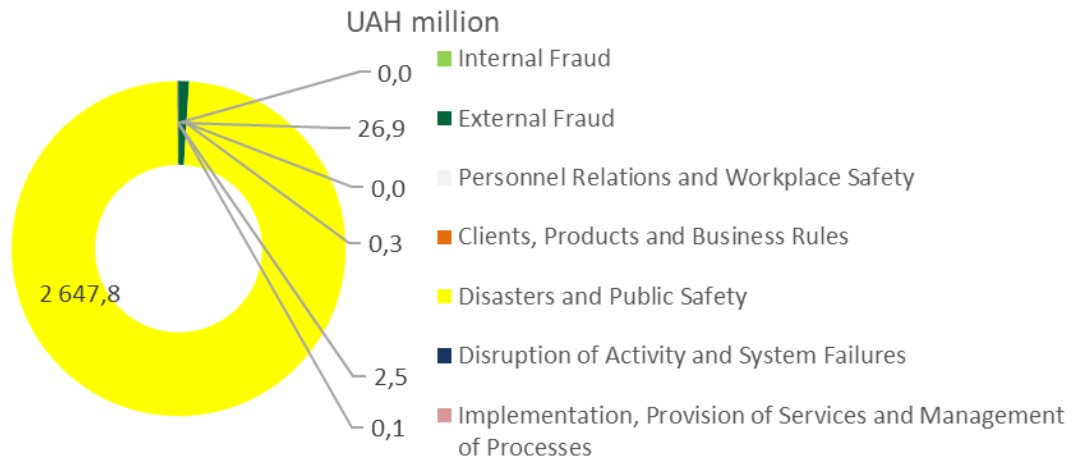 UAH million
0,0
26,9
0,0
0,3
2 647,8
2,5
0,1
Internal Fraud
External Fraud
Personnel Relations and Workplace Safety
Clients, Products and Business Rules
Disasters and Public Safety
Disruption of Activity and System Failures
Implementation, Provision of Services and Management
of Processes